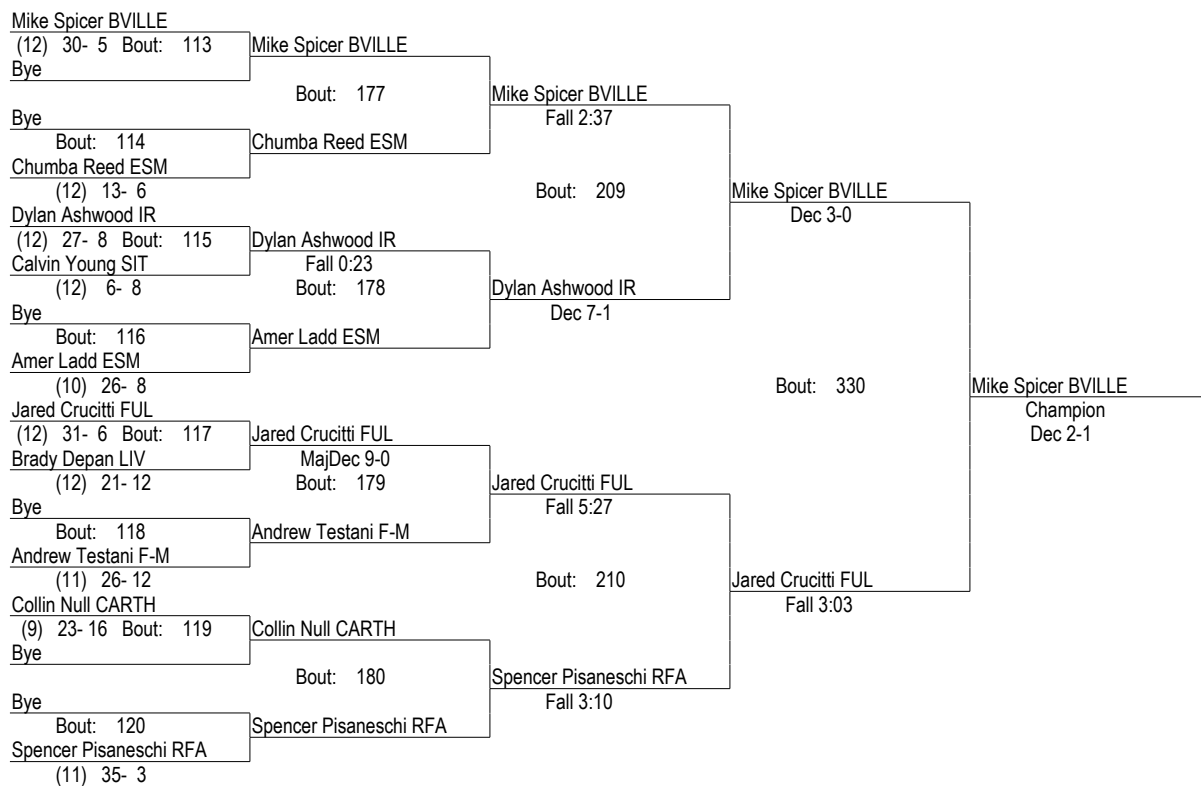 Mike Spicer BVILLE
(12) 30- 5 Bout: 113
Bye
Bye
Bout: 114
Chumba Reed ESM
(12) 13- 6
Dylan Ashwood IR
(12) 27- 8 Bout: 115
Calvin Young SIT
(12) 6- 8
Bye
Bout: 116
Amer Ladd ESM
(10) 26- 8
Jared Crucitti FUL
(12) 31- 6 Bout: 117
Brady Depan LIV
(12) 21- 12
Bye
Bout: 118
Andrew Testani F-M
(11) 26- 12
Collin Null CARTH
(9) 23- 16 Bout: 119
Bye
Bye
Bout: 120
Spencer Pisaneschi RFA
(11) 35- 3
Mike Spicer BVILLE
Bout: 177
Chumba Reed ESM
Dylan Ashwood IR
Fall 0:23
Bout: 178
Amer Ladd ESM
Jared Crucitti FUL
MajDec 9-0
Bout: 179
Andrew Testani F-M
Collin Null CARTH
Bout: 180
Spencer Pisaneschi RFA
Mike Spicer BVILLE
Fall 2:37
Bout: 209
Dylan Ashwood IR
Dec 7-1
Jared Crucitti FUL
Fall 5:27
Bout: 210
Spencer Pisaneschi RFA
Fall 3:10
Mike Spicer BVILLE
Dec 3-0
Bout: 330
Jared Crucitti FUL
Fall 3:03
Mike Spicer BVILLE
Champion
Dec 2-1